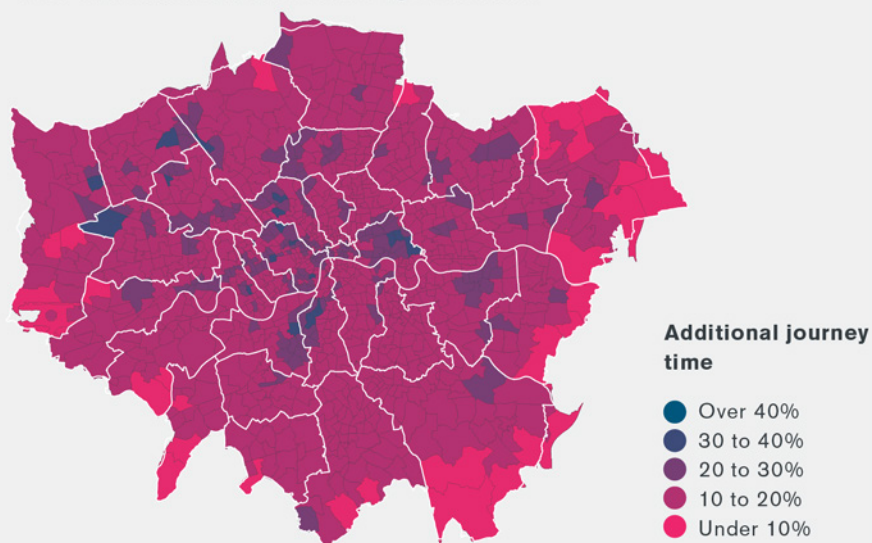 Additional journey
time
Over 40%
30 to 40%
20 to 30%
10 to 20%
Under 10%